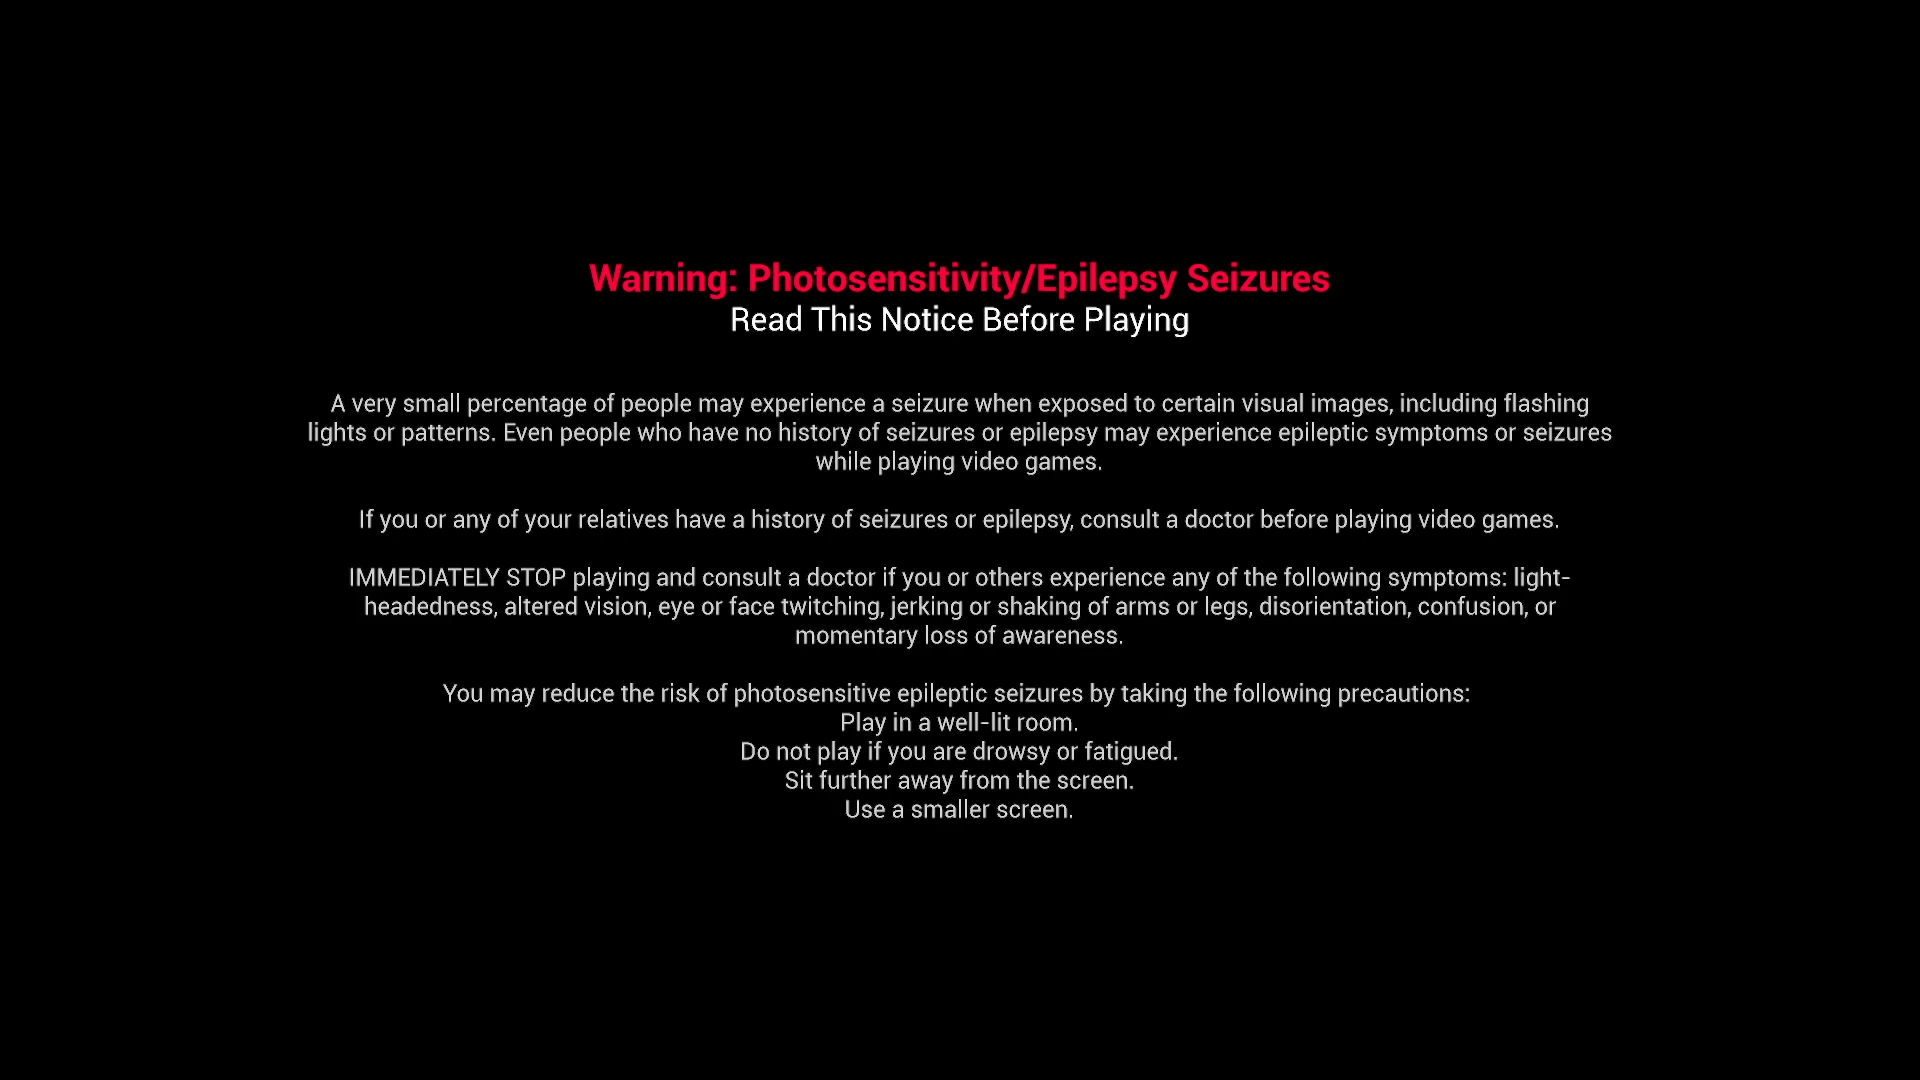 Warning: Photosensitivity/Epilepsy Seizures
Read This Notice Before Playing
A very small percentage of people may experience a seizure when exposed to certain visual images, including flashing
lights or patterns. Even people who have no history of seizures or epilepsy may experience epileptic symptoms or seizures
while playing video games.
If you or any of your relatives have a history of seizures or epilepsy, consult a doctor before playing video games.
IMMEDIATELY STOP playing and consult a doctor if you or others experience any of the following symptoms: light-
headedness, altered vision, eye or face twitching, jerking or shaking of arms or legs, disorientation, confusion, or
momentary loss of awareness.
You may reduce the risk of photosensitive epileptic seizures by taking the following precautions:
Play in a well-lit room.
Do not play if you are drowsy or fatigued.
Sit further away from the screen.
Use a smaller screen.